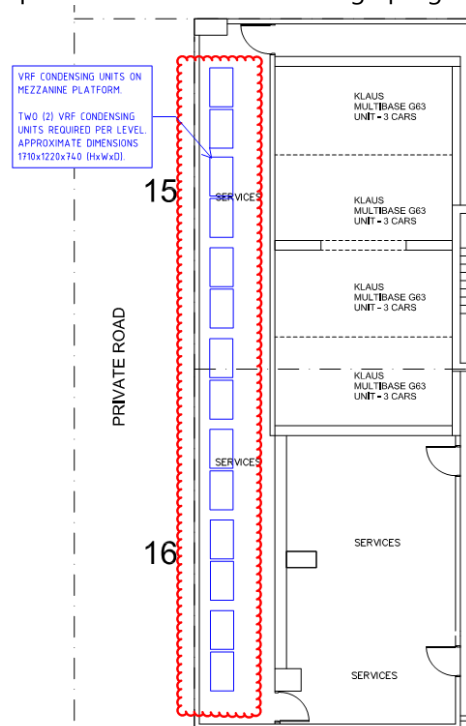 VRF CONDENSING UNITS ON
MEZZANINE PLATFORM.
TWO (2) VRF CONDENSING
UNITS REQUIRED PER LEVEL.
APPROXIMATE DIMENSIONS
1710x1220x740 (HxWxD).
KLAUS
MULTIBASE G63
UNIT - 3 CARS
15
SERVICES
KLAUS
MULTIBASE G63
UNIT - 3 CARS
KLAUS
MULTIBASE G63
UNIT - 3 CARS
PRIVATE ROAD
KLAUS
MULTIBASE G63
UNIT - 3 CARS
SERVICES
16
SERVICES
SERVICES